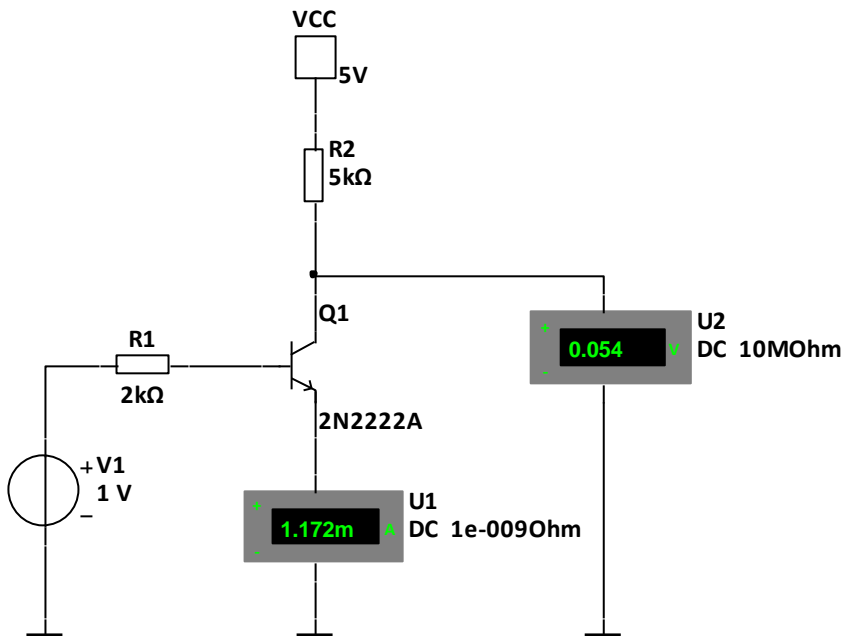 VCC
5V
R2
5kΩ
Q1
R1
2kΩ
2N2222A
+
0.054 V
-
U2
DC 10MOhm
+
V1
1 V
–
+
1.172m A
-
U1
DC 1e-009Ohm